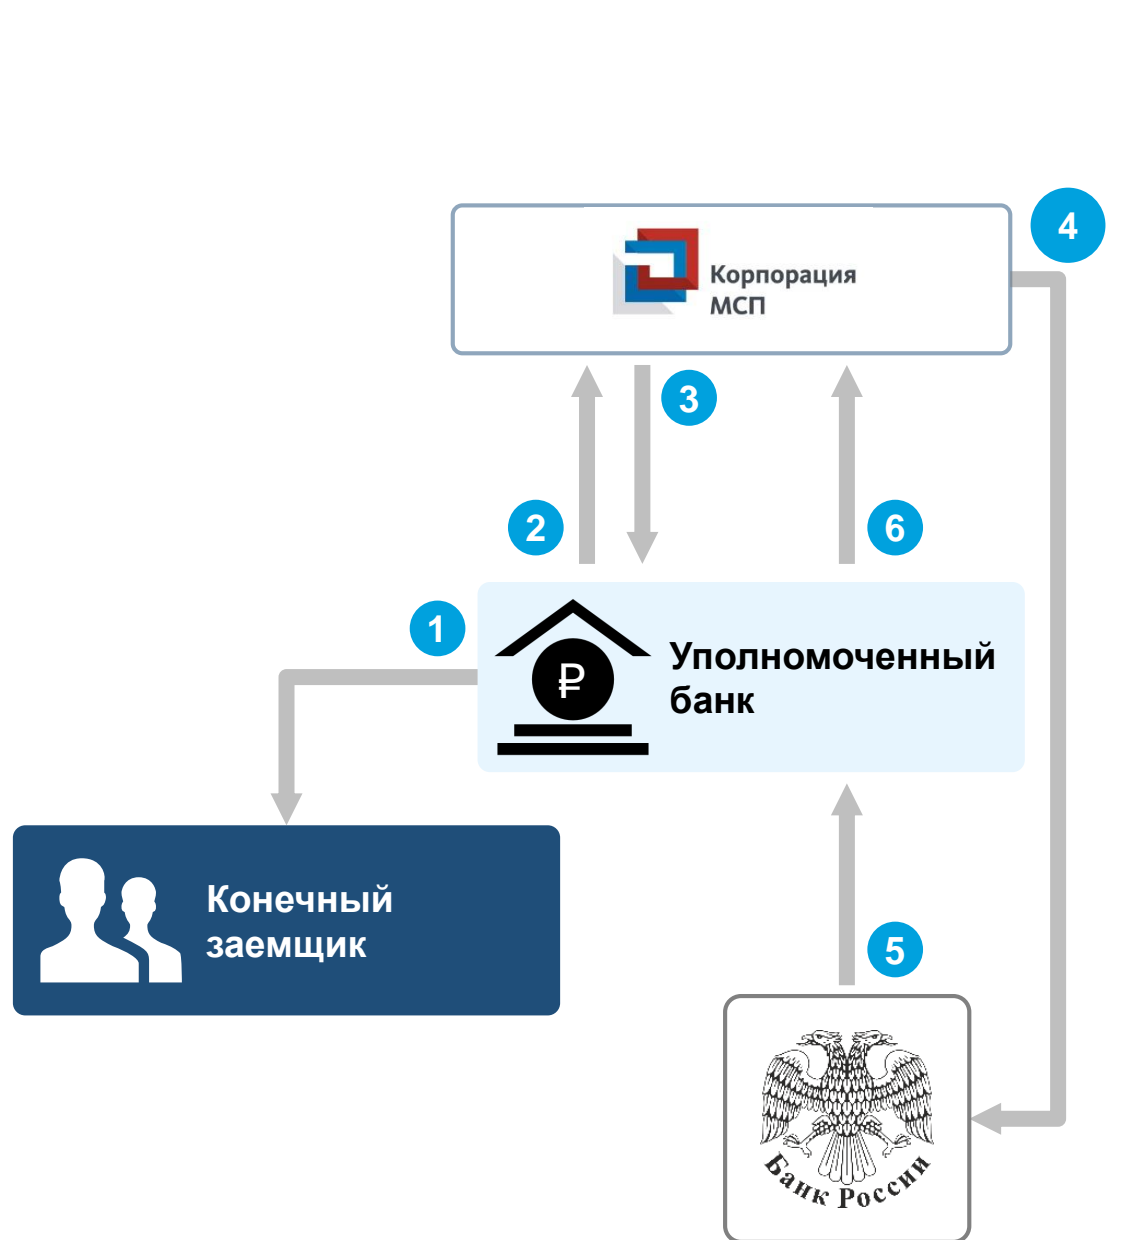 4
Корпорация
МСП
3
2
6
1
₽
Уполномоченный
банк
Конечный
заемщик
5
Банк России